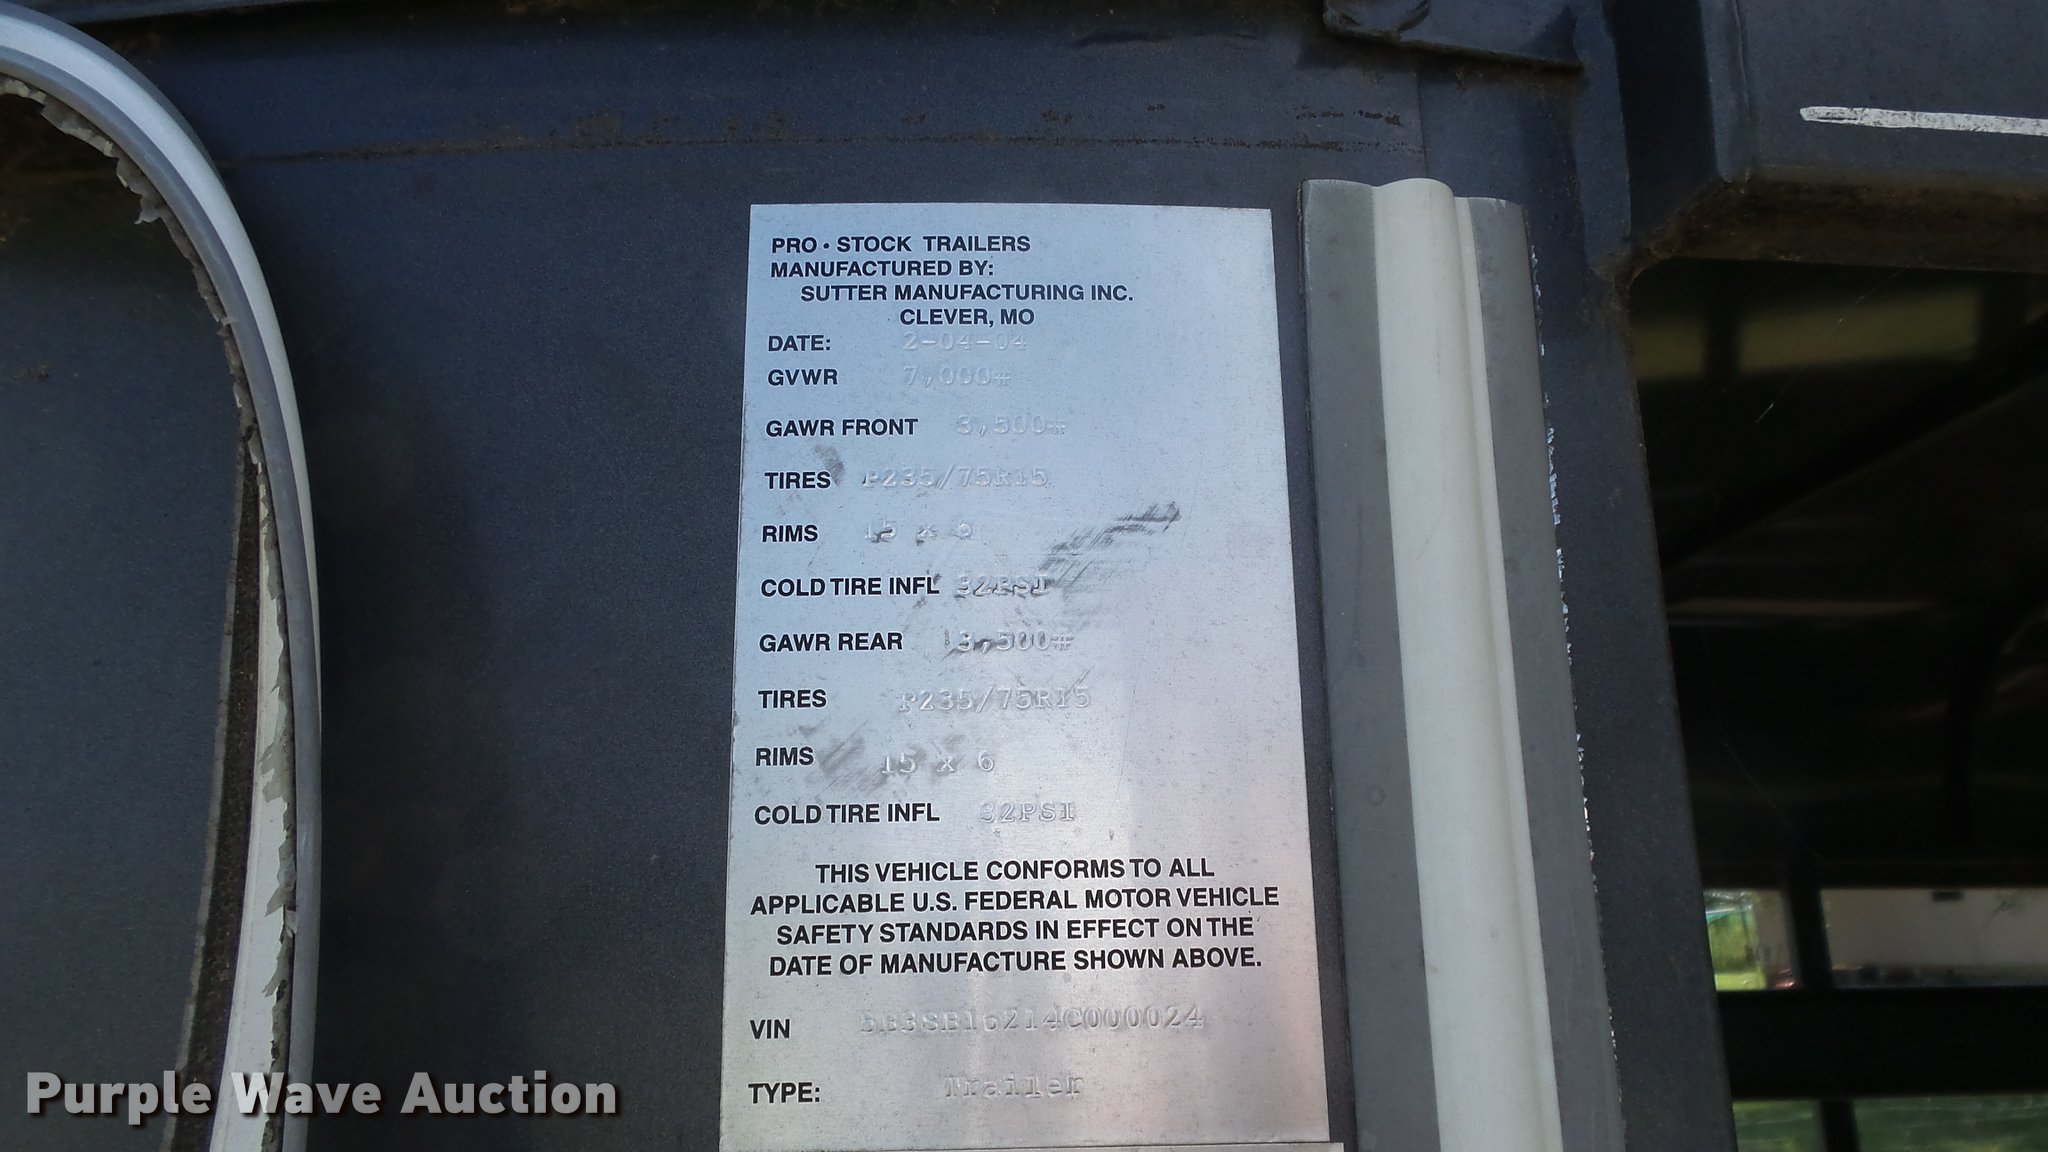 PRO • STOCK TRAILERS
MANUFACTURED BY:
SUTTER MANUFACTURING INC.
CLEVER, MO
DATE: 2-04-04
GVWR 7,000#
GAWR FRONT 3,500#
TIRES P235/75R15
RIMS 15 x 6
COLD TIRE INFL 32PSI
GAWR REAR 3,500#
TIRES P235/75R15
RIMS 15 x 6
COLD TIRE INFL 32PSI
THIS VEHICLE CONFORMS TO ALL
APPLICABLE U.S. FEDERAL MOTOR VEHICLE
SAFETY STANDARDS IN EFFECT ON THE
DATE OF MANUFACTURE SHOWN ABOVE.
VIN
TYPE: Trailer
Purple Wave Auction